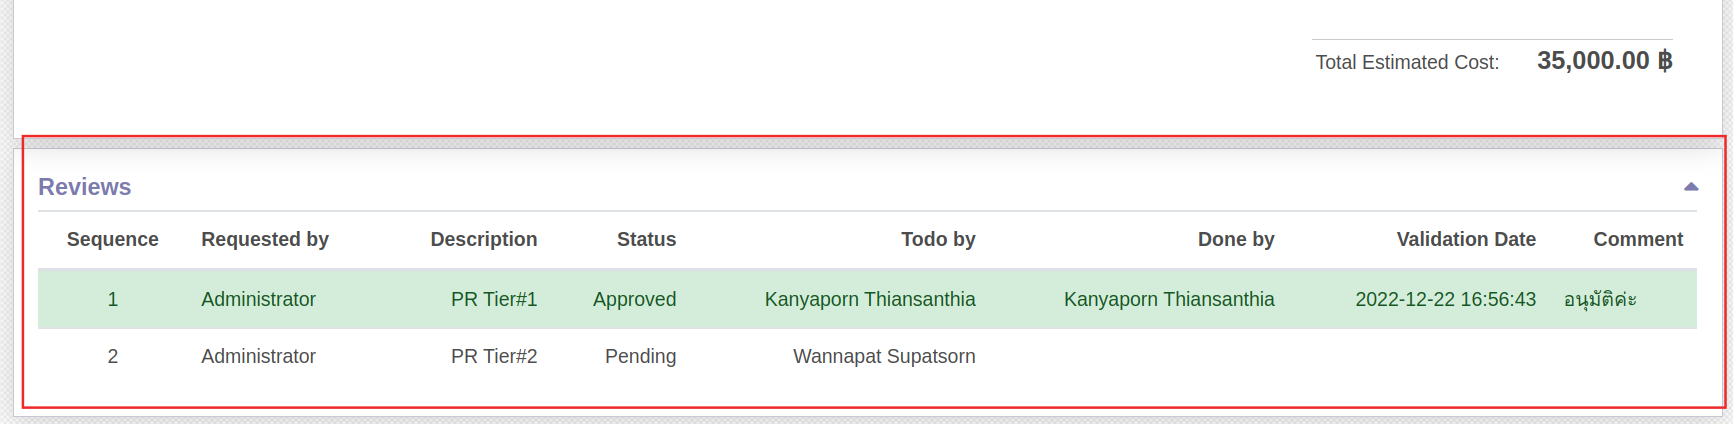 Total Estimated Cost: 35,000.00 ฿
Reviews
Sequence Requested by Description Status Todo by Done by Validation Date Comment
1 Administrator PR Tier#1 Approved Kanyaporn Thiansanthia Kanyaporn Thiansanthia 2022-12-22 16:56:43 อนุมัติค่ะ
2 Administrator PR Tier#2 Pending Wannapat Supatsorn